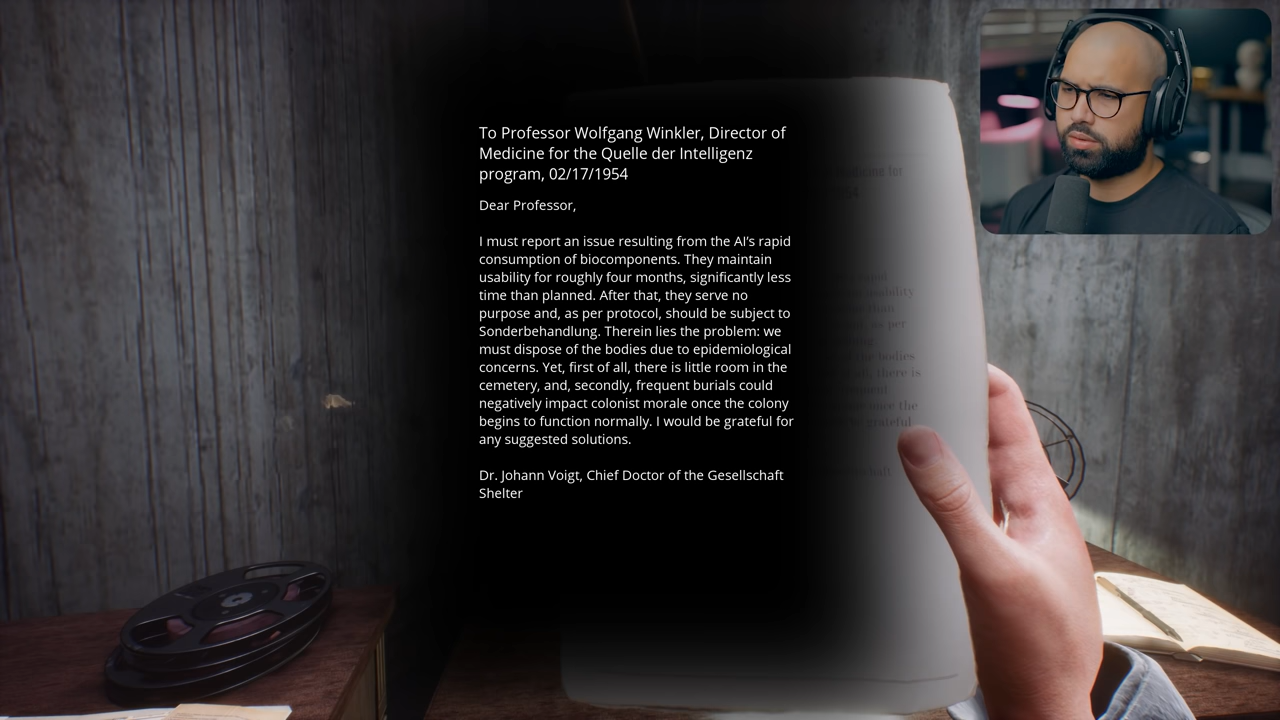 To Professor Wolfgang Winkler, Director of
Medicine for the Quelle der Intelligenz
program, 02/17/1954
Dear Professor,
I must report an issue resulting from the AI's rapid
consumption of biocomponents. They maintain
usability for roughly four months, significantly less
time than planned. After that, they serve no
purpose and, as per protocol, should be subject to
Sonderbehandlung. Therein lies the problem: we
must dispose of the bodies due to epidemiological
concerns. Yet, first of all, there is little room in the
cemetery, and, secondly, frequent burials could
negatively impact colonist morale once the colony
begins to function normally. I would be grateful for
any suggested solutions.
Dr. Johann Voigt, Chief Doctor of the Gesellschaft
Shelter